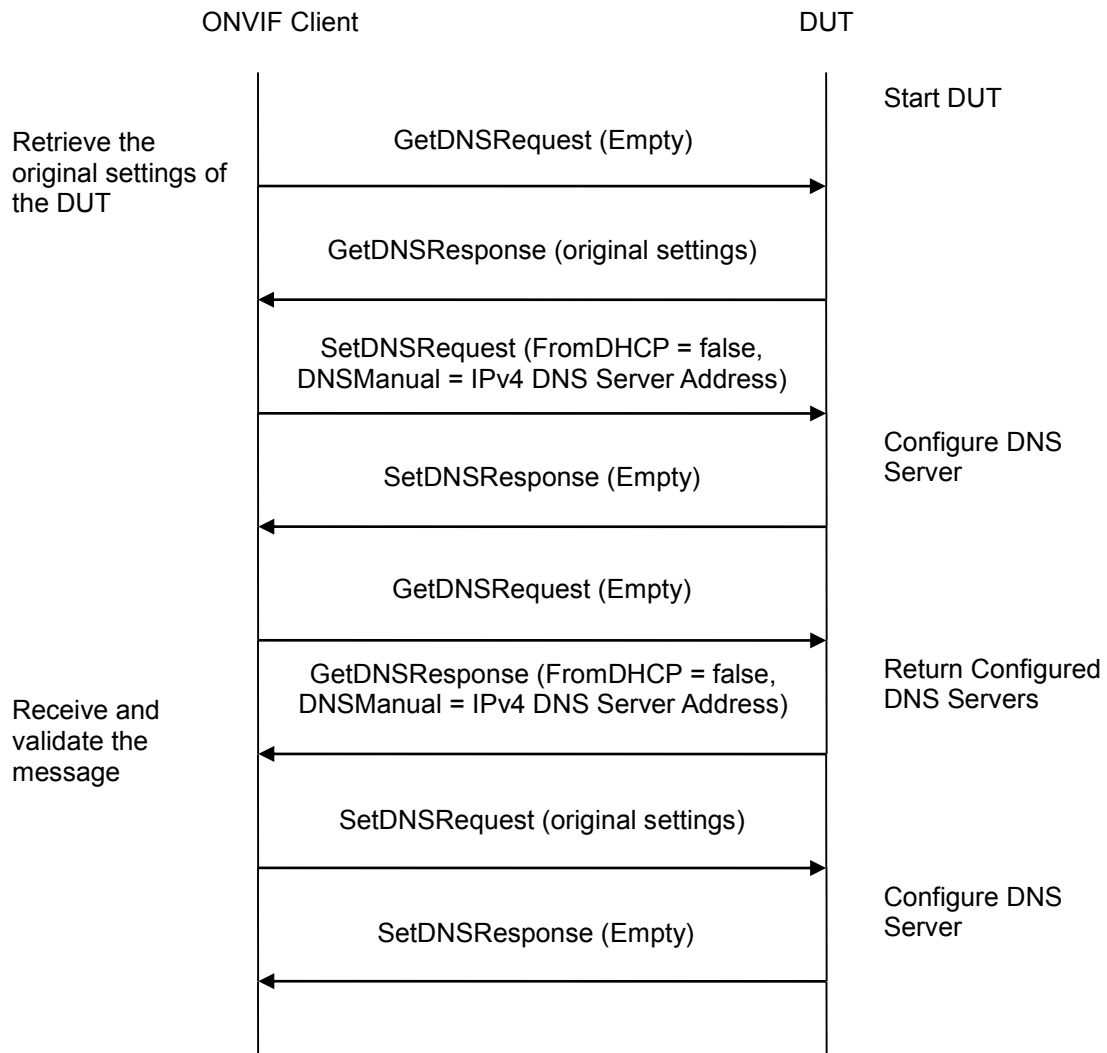 ONVIF Client
DUT
Start DUT
Retrieve the
original settings of
the DUT
GetDNSRequest (Empty)
GetDNSResponse (original settings)
SetDNSRequest (FromDHCP = false,
DNSManual = IPv4 DNS Server Address)
Configure DNS
Server
SetDNSResponse (Empty)
GetDNSRequest (Empty)
GetDNSResponse (FromDHCP = false,
DNSManual = IPv4 DNS Server Address)
Return Configured
DNS Servers
Receive and
validate the
message
SetDNSRequest (original settings)
Configure DNS
Server
SetDNSResponse (Empty)